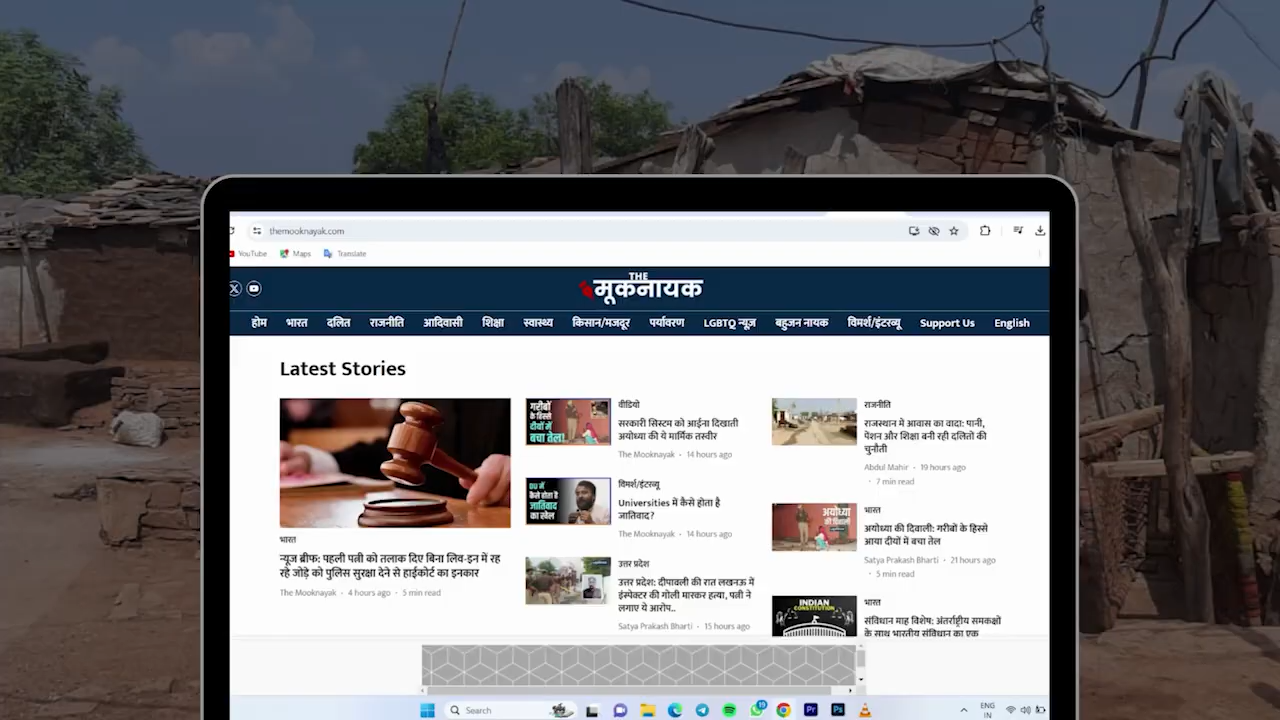 themooknayak.com
YouTube Maps Translate
THE
मूकनायक
होम भारत दलित राजनीति आदिवासी शिक्षा स्वास्थ्य किसान/मजदूर पर्यावरण LGBTQ न्यूज़ बहुजन नायक विमर्श/इंटरव्यू Support Us English
Latest Stories
भारत
न्यूज़ ब्रीफ: पहली पत्नी को तलाक दिए बिना लिव-इन में रह
रहे जोड़े को पुलिस सुरक्षा देने से हाईकोर्ट का इनकार
The Mooknayak · 4 hours ago · 5 min read
गरीबों
के हिस्से
दीयों में
बचा तेल!
वीडियो
सरकारी सिस्टम को आईना दिखाती
अयोध्या की ये मार्मिक तस्वीर
The Mooknayak · 14 hours ago
DU में
कैसे होता है
जातिवाद
का खेल
विमर्श/इंटरव्यू
Universities में कैसे होता है
जातिवाद?
The Mooknayak · 14 hours ago
उत्तर प्रदेश
उत्तर प्रदेश: दीपावली की रात लखनऊ में
इंस्पेक्टर की गोली मारकर हत्या, पत्नी ने
लगाए ये आरोप..
Satya Prakash Bharti · 15 hours ago
राजनीति
राजस्थान में आवास का वादा: पानी,
पेंशन और शिक्षा बनी रही दलितों की
चुनौती
Abdul Mahir · 19 hours ago
· 7 min read
अयोध्या
की दिवाली
भारत
अयोध्या की दिवाली: गरीबों के हिस्से
आया दीयों में बचा तेल
Satya Prakash Bharti · 21 hours ago
· 5 min read
INDIAN
CONSTITUTION
भारत
संविधान माह विशेष: अंतर्राष्ट्रीय समकक्षों
के साथ भारतीय संविधान का एक
Search
19
ENG
IN